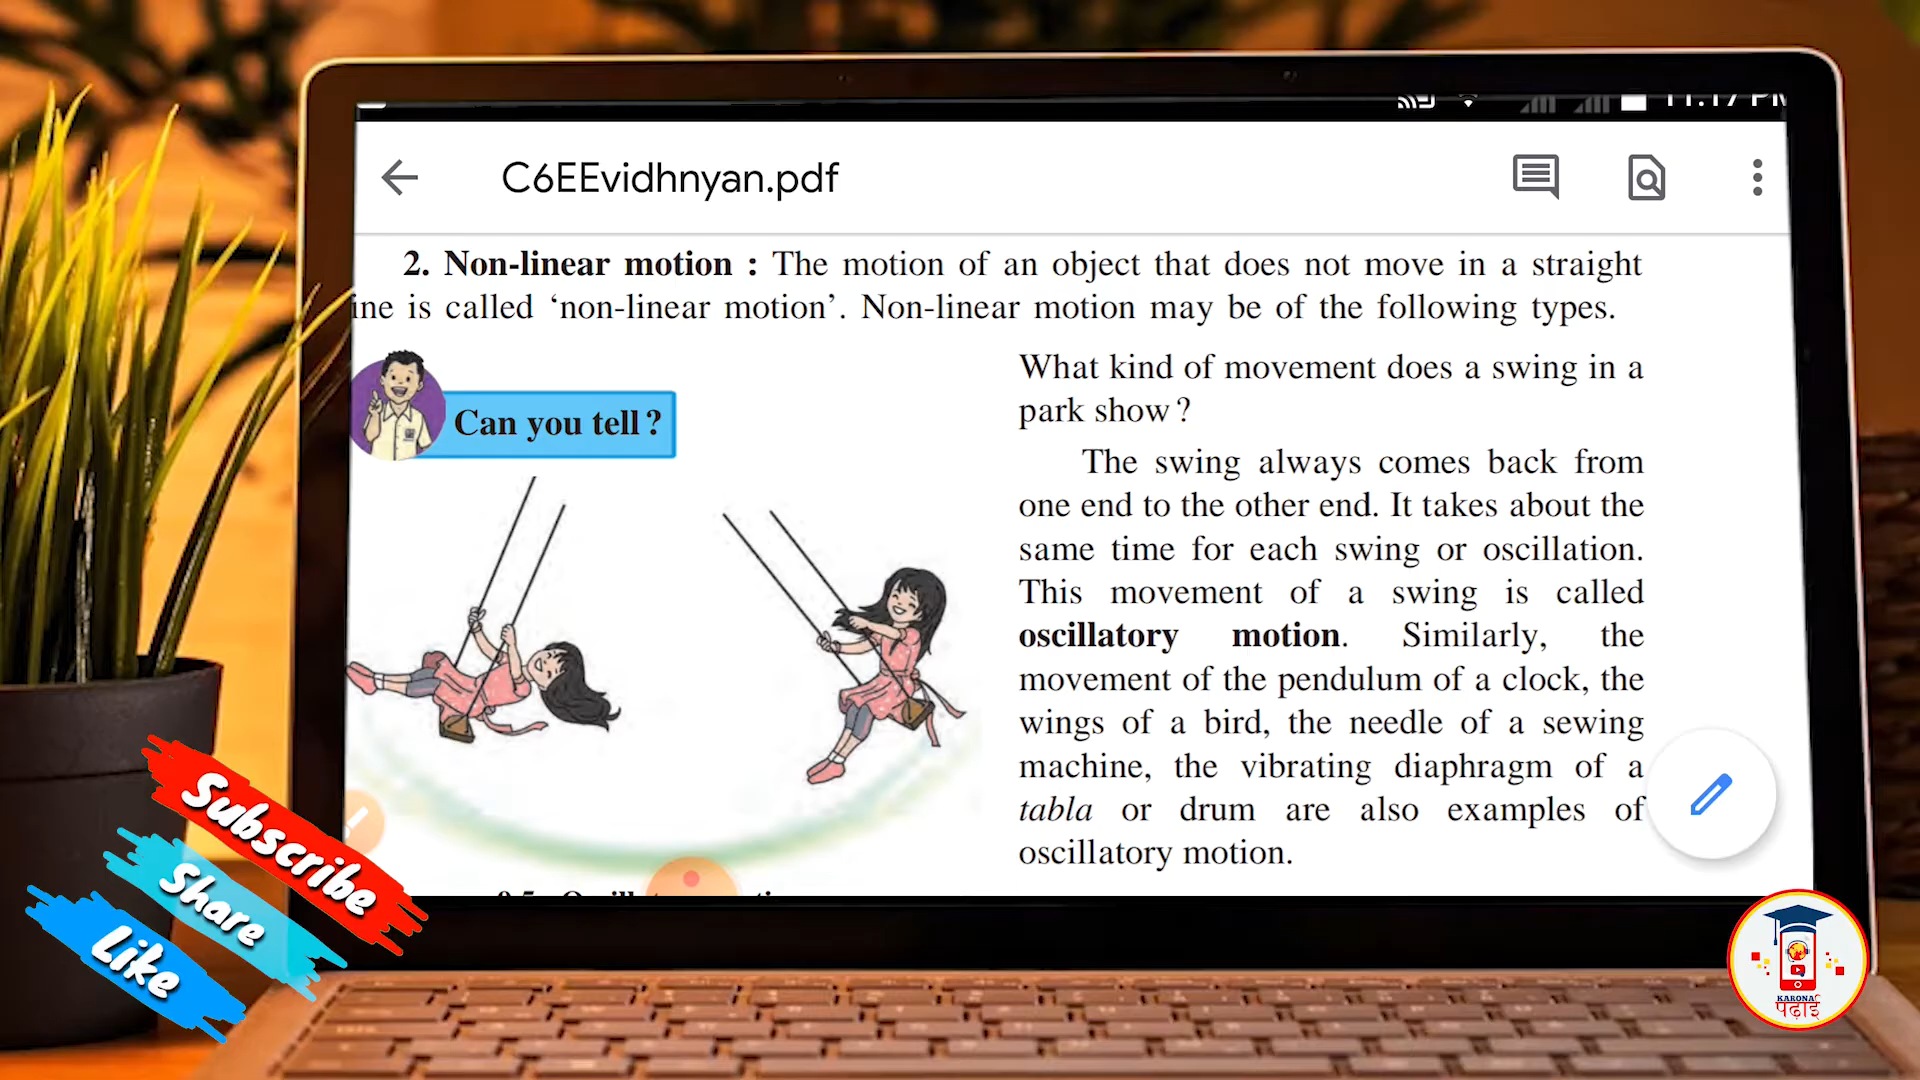 11:17 PM
C6EEvidhnyan.pdf
2. Non-linear motion : The motion of an object that does not move in a straight
ine is called ‘non-linear motion’. Non-linear motion may be of the following types.
Can you tell?
What kind of movement does a swing in a
park show?
The swing always comes back from
one end to the other end. It takes about the
same time for each swing or oscillation.
This movement of a swing is called
oscillatory motion. Similarly, the
movement of the pendulum of a clock, the
wings of a bird, the needle of a sewing
machine, the vibrating diaphragm of a
tabla or drum are also examples of
oscillatory motion.
Subscribe
Share
Like
KARONA
पढ़ाई